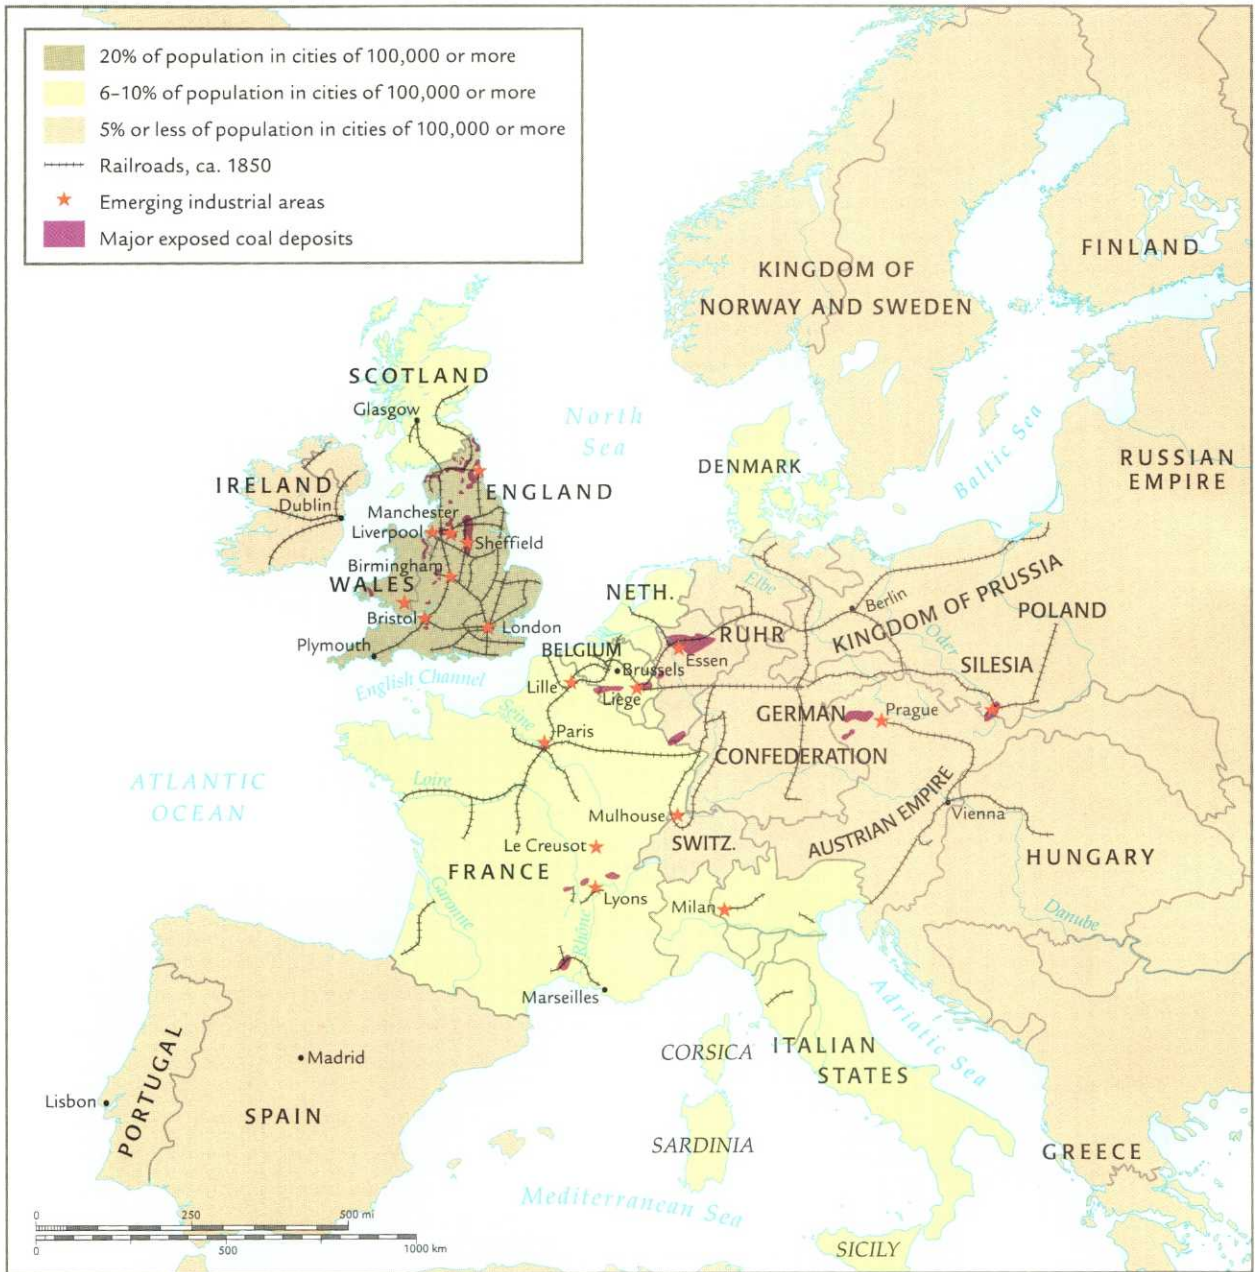 20% of population in cities of 100,000 or more
6–10% of population in cities of 100,000 or more
5% or less of population in cities of 100,000 or more
Railroads, ca. 1850
Emerging industrial areas
Major exposed coal deposits
FINLAND
KINGDOM OF
NORWAY AND SWEDEN
SCOTLAND
Glasgow
North
Sea
Baltic Sea
DENMARK
RUSSIAN
EMPIRE
IRELAND
Dublin
ENGLAND
Manchester
Liverpool
Sheffield
Birmingham
WALES
Bristol
London
Plymouth
English Channel
NETH.
Elbe
Berlin
KINGDOM OF PRUSSIA
POLAND
RUHR
Essen
Oder
SILESIA
BELGIUM
Brussels
Lille
Liège
GERMAN
CONFEDERATION
Prague
Seine
Paris
ATLANTIC
OCEAN
Loire
Mulhouse
SWITZ.
AUSTRIAN EMPIRE
Vienna
HUNGARY
Le Creusot
FRANCE
Lyons
Milan
Garonne
Rhône
Danube
Marseilles
Adriatic Sea
CORSICA
ITALIAN
STATES
PORTUGAL
Madrid
Lisbon
SPAIN
SARDINIA
GREECE
Mediterranean Sea
SICILY
0 250 500 mi
0 500 1000 km